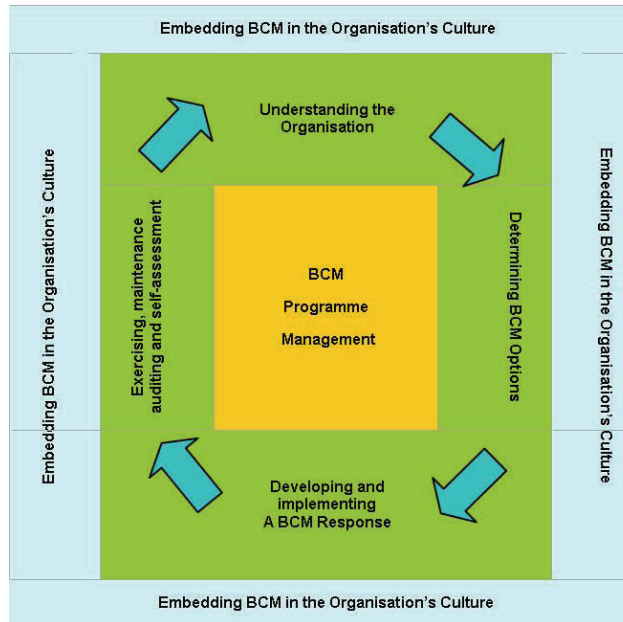 Embedding BCM in the Organisation's Culture
Understanding the
Organisation
Embedding BCM in the Organisation's Culture
Exercising, maintenance
auditing and self-assessment
BCM
Programme
Management
Determining BCM Options
Embedding BCM in the Organisation's Culture
Developing and
implementing
A BCM Response
Embedding BCM in the Organisation's Culture